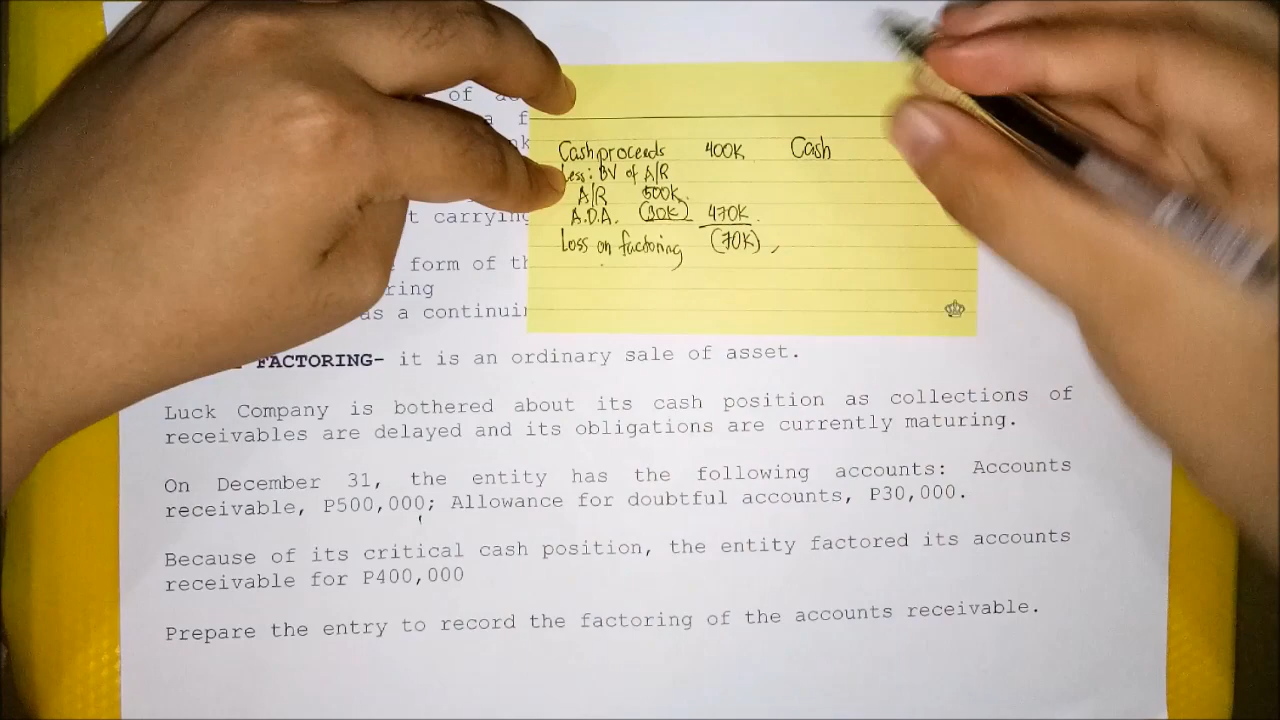 of
Cash proceeds 400K Cash
Less: BV of A/R
A/R 500K
A.D.A. (30K) 470K
t carrying
Loss on factoring (70K)
form of th
ring
as a continuin
FACTORING- it is an ordinary sale of asset.
Luck Company is bothered about its cash position as collections of
receivables are delayed and its obligations are currently maturing.
On December 31, the entity has the following accounts: Accounts
receivable, P500,000; Allowance for doubtful accounts, P30,000.
Because of its critical cash position, the entity factored its accounts
receivable for P400,000
Prepare the entry to record the factoring of the accounts receivable.